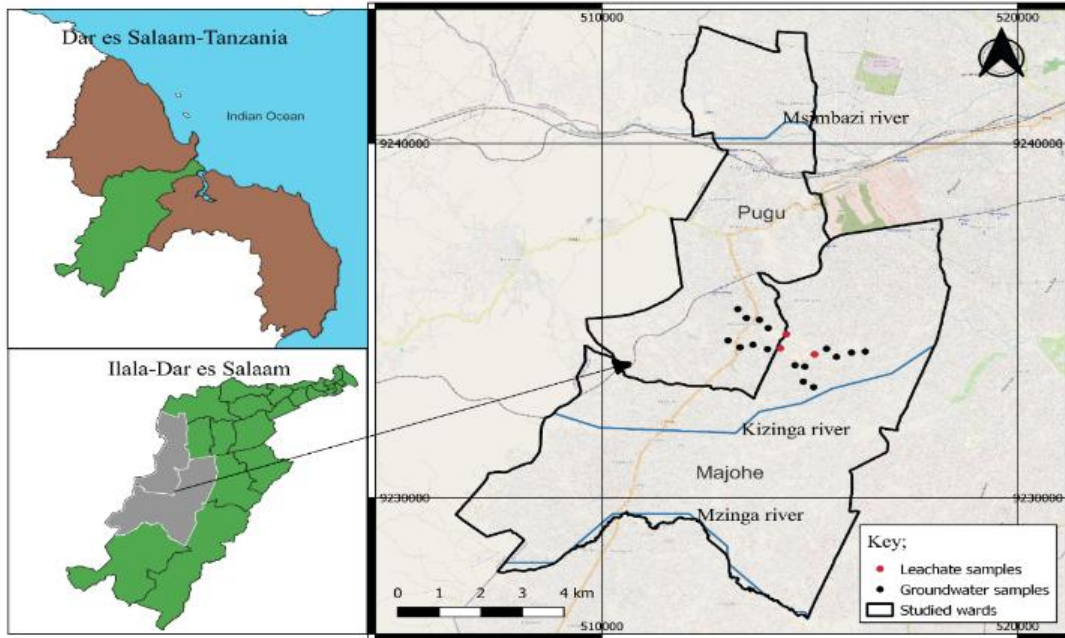 Dar es Salaam-Tanzania
Indian Ocean
Ilala-Dar es Salaam
510000
520000
Msimbazi river
9240000
9240000
Pugu
Kizinga river
Majohe
9230000
9230000
Mzinga river
Key;
Leachate samples
Groundwater samples
Studied wards
0 1 2 3 4 km
510000
520000